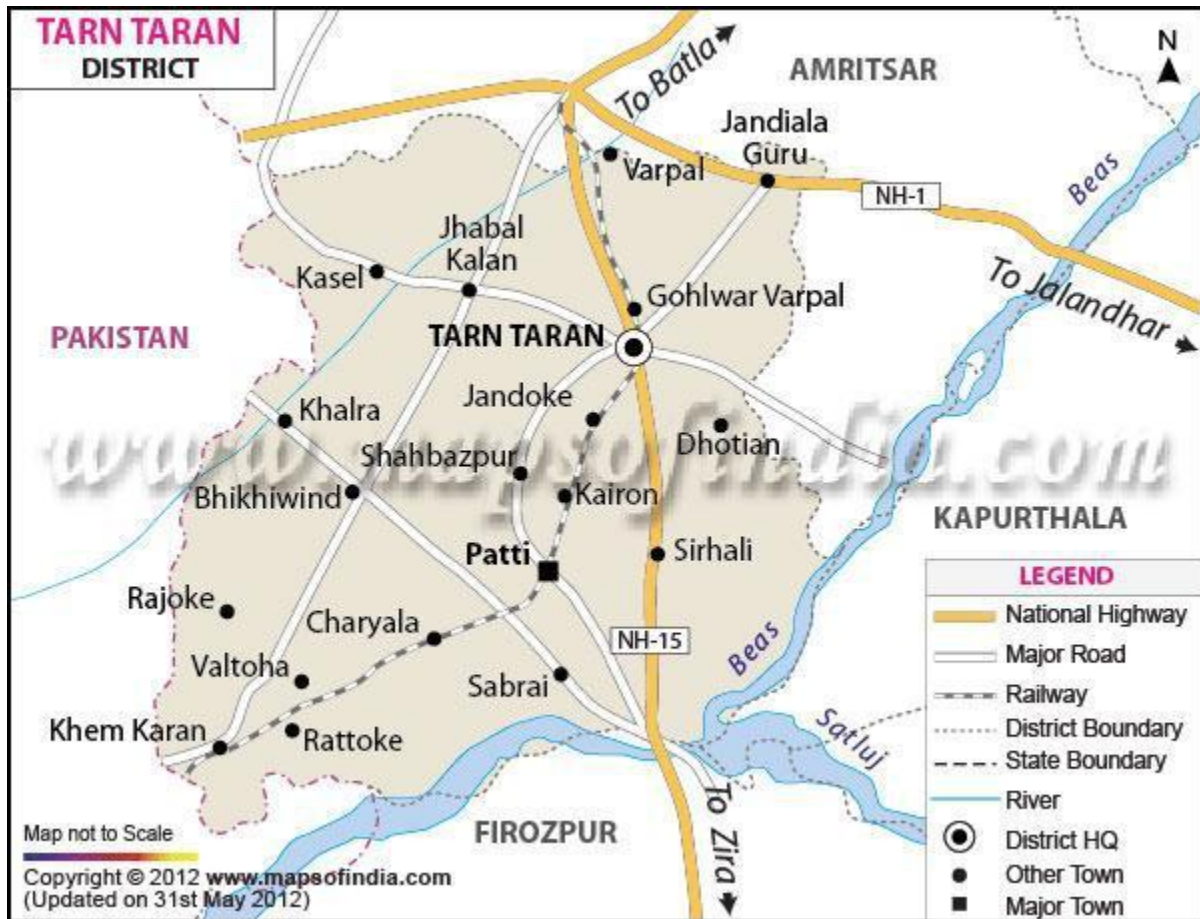 TARN TARAN
DISTRICT
To Batla
AMRITSAR
N
Jandiala
Guru
Varpal
NH-1
Beas
Jhabal
Kalan
Kasel
To Jalandhar
Gohlwar Varpal
PAKISTAN
TARN TARAN
Jandoke
Khalra
Dhotian
www.mapsofindia.com
Shahbazpur
Bhikhiwind
Kairon
KAPURTHALA
Patti
Sirhali
Rajoke
Charyala
NH-15
Beas
Valtoha
Sabrai
Khem Karan
Rattoke
Satluj
To Zira
FIROZPUR
LEGEND
National Highway
Major Road
Railway
District Boundary
State Boundary
River
District HQ
Other Town
Major Town
Map not to Scale
Copyright © 2012 www.mapsofindia.com
(Updated on 31st May 2012)